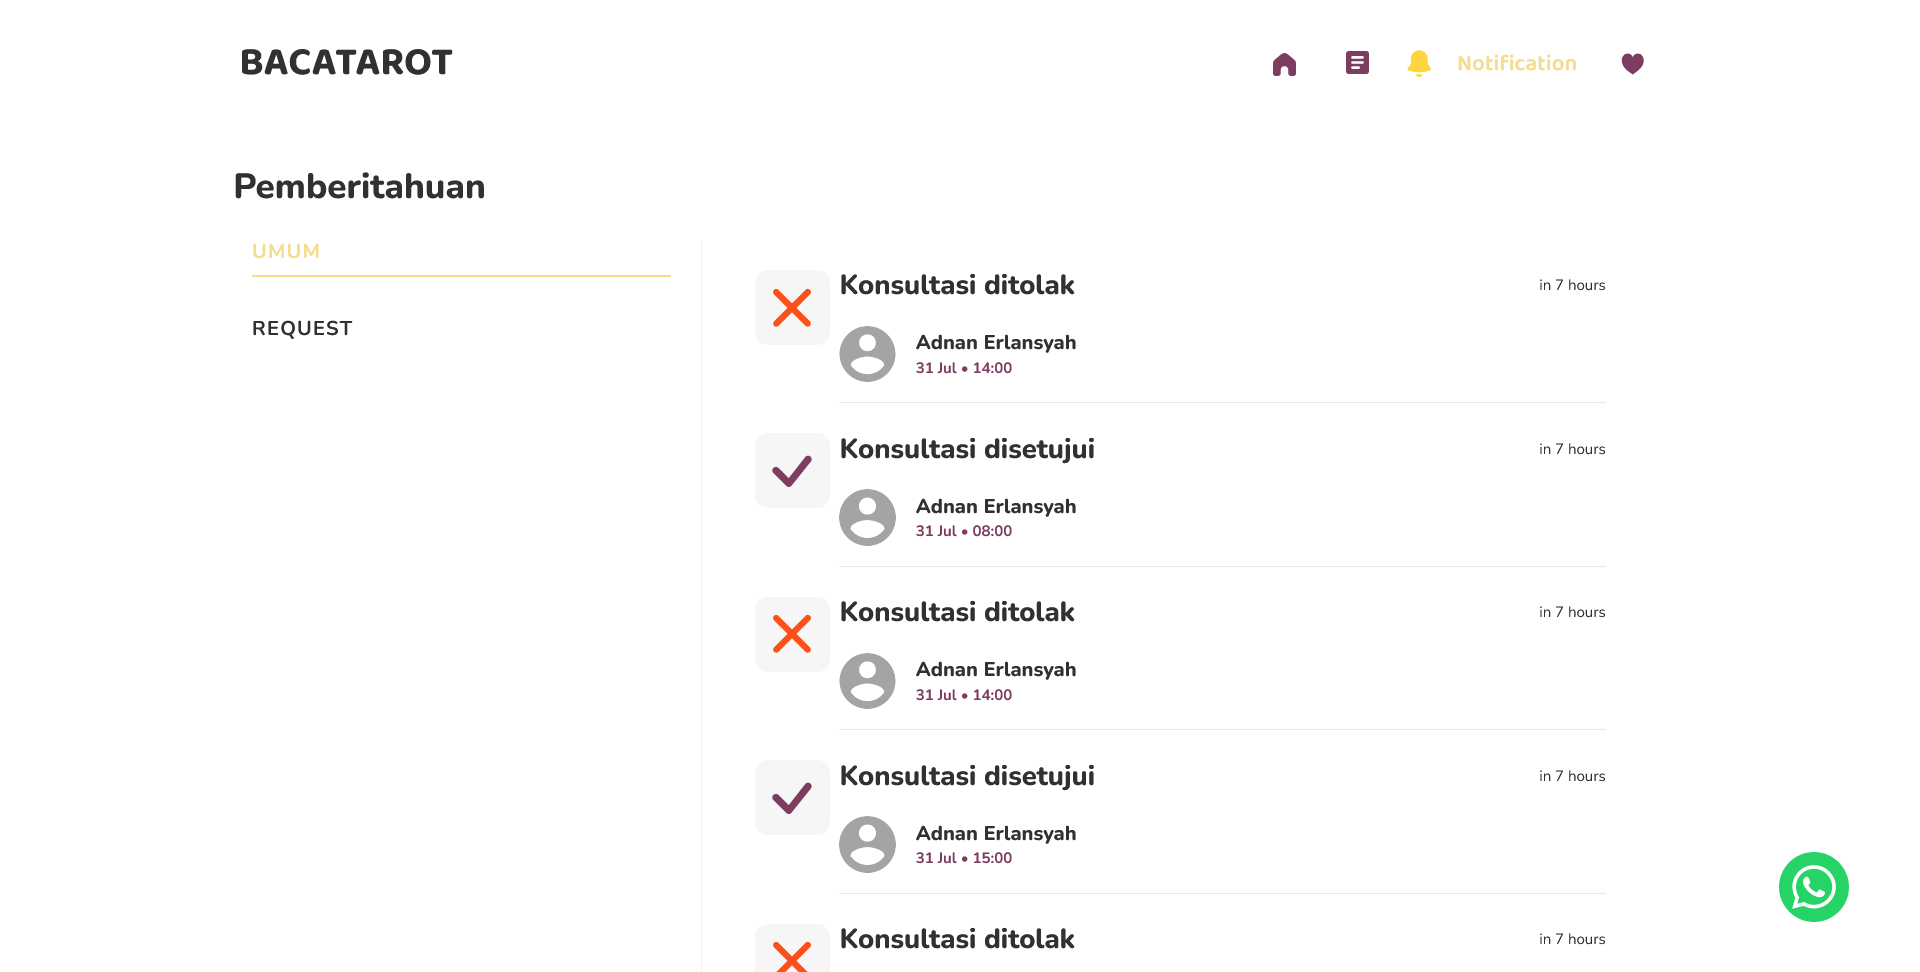 BACATAROT
Notification
Pemberitahuan
UMUM
REQUEST
Konsultasi ditolak
in 7 hours
Adnan Erlansyah
31 Jul • 14:00
Konsultasi disetujui
in 7 hours
Adnan Erlansyah
31 Jul • 08:00
Konsultasi ditolak
in 7 hours
Adnan Erlansyah
31 Jul • 14:00
Konsultasi disetujui
in 7 hours
Adnan Erlansyah
31 Jul • 15:00
Konsultasi ditolak
in 7 hours